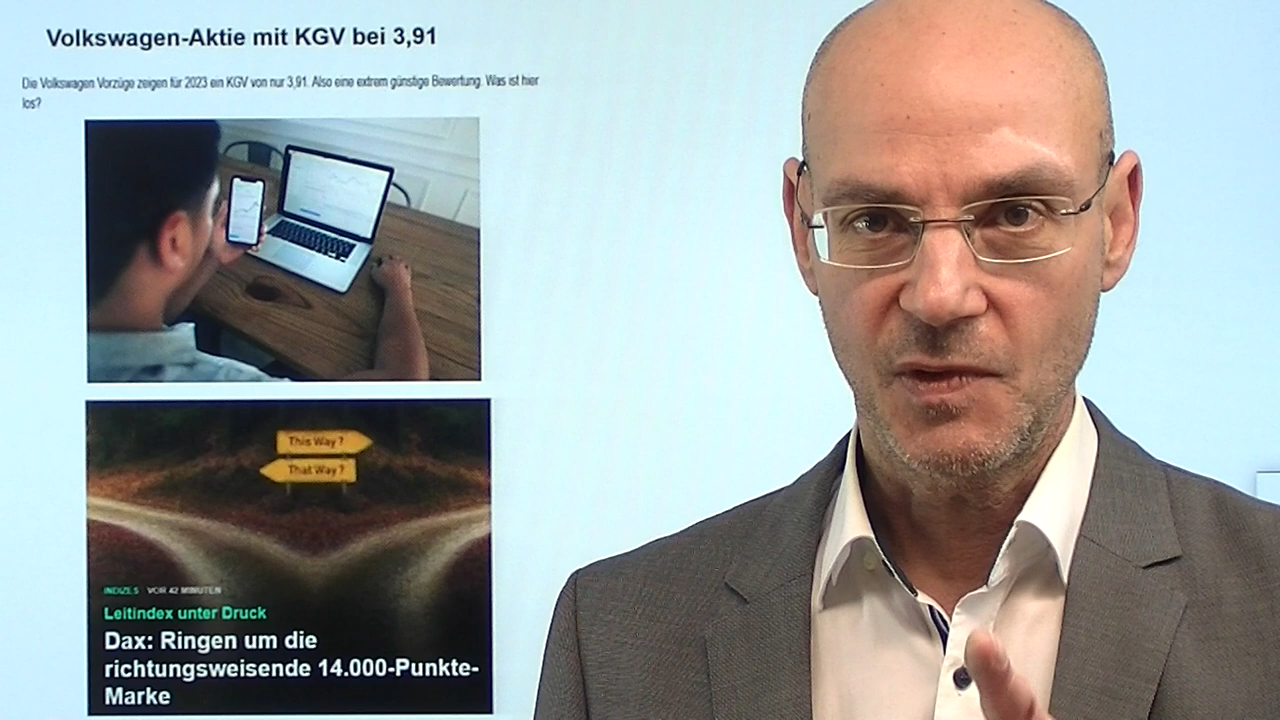 Volkswagen-Aktie mit KGV bei 3,91
Die Volkswagen Vorzüge zeigen für 2023 ein KGV von nur 3,91. Also eine extrem günstige Bewertung. Was ist hier
los?
This Way?
That Way?
INDIZES VOR 42 MINUTEN
Leitindex unter Druck
Dax: Ringen um die
richtungsweisende 14.000-Punkte-
Marke